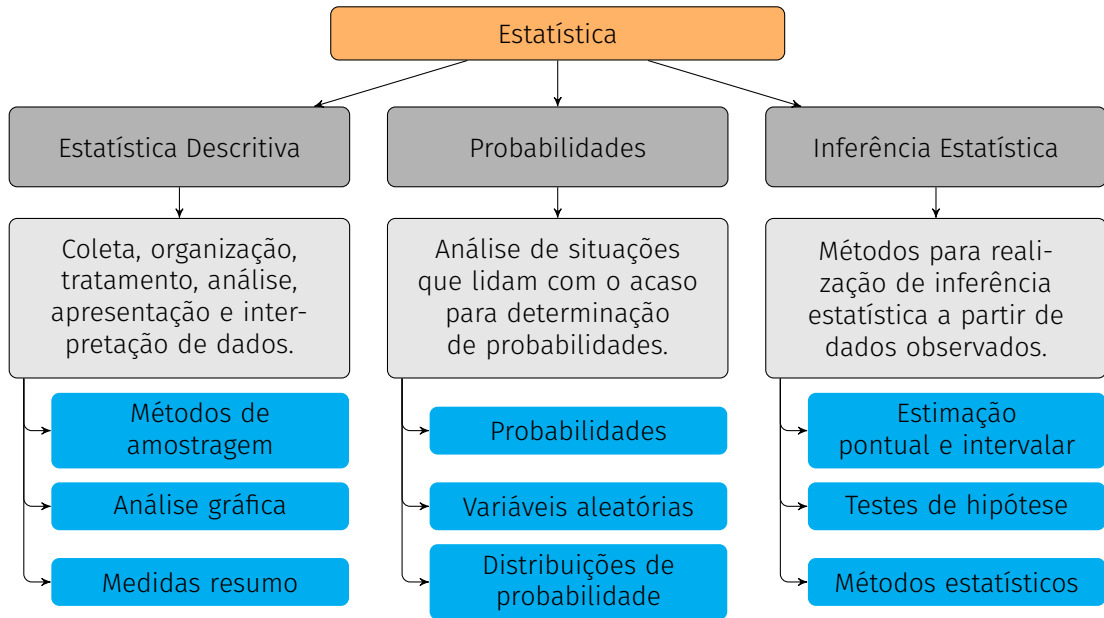 Estatística
Estatística Descritiva
Coleta, organização,
tratamento, análise,
apresentação e inter-
pretação de dados.
Métodos de
amostragem
Análise gráfica
Medidas resumo
Probabilidades
Análise de situações
que lidam com o acaso
para determinação
de probabilidades.
Probabilidades
Variáveis aleatórias
Distribuições de
probabilidade
Inferência Estatística
Métodos para reali-
zação de inferência
estatística a partir de
dados observados.
Estimação
pontual e intervalar
Testes de hipótese
Métodos estatísticos